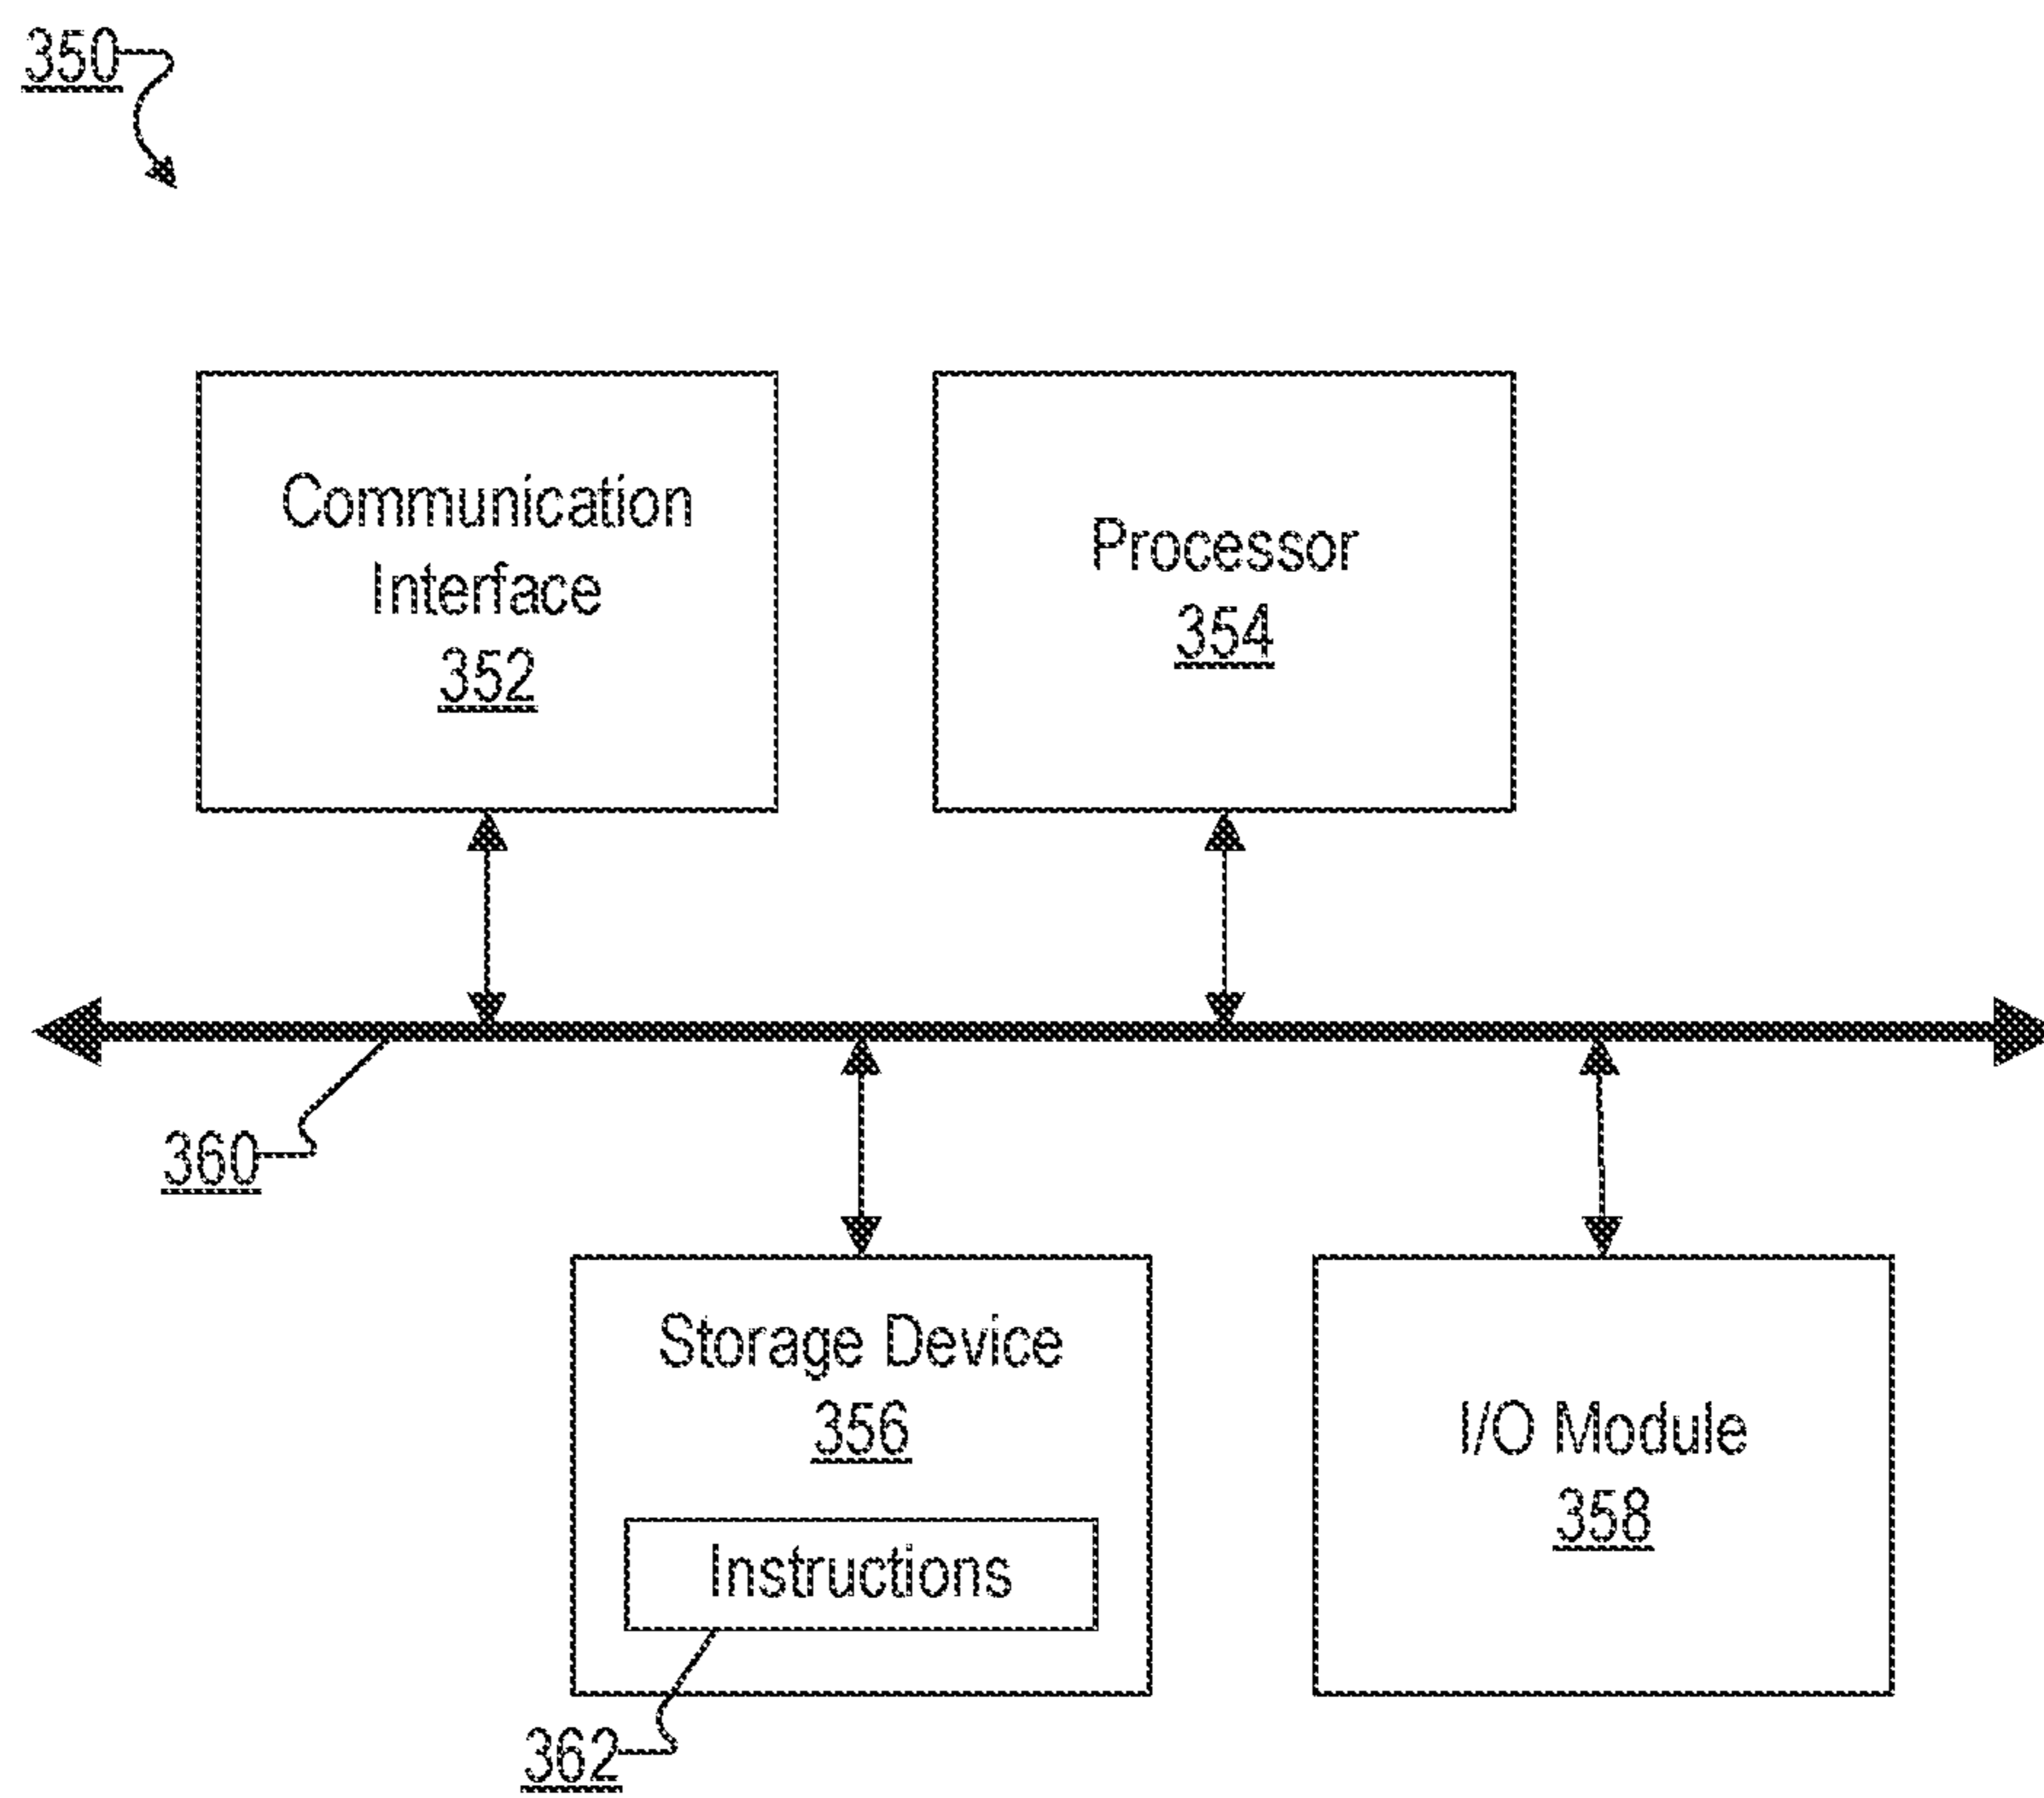 350
Communication
Interface
352
Processor
354
360
Storage Device
356
Instructions
362
I/O Module
358